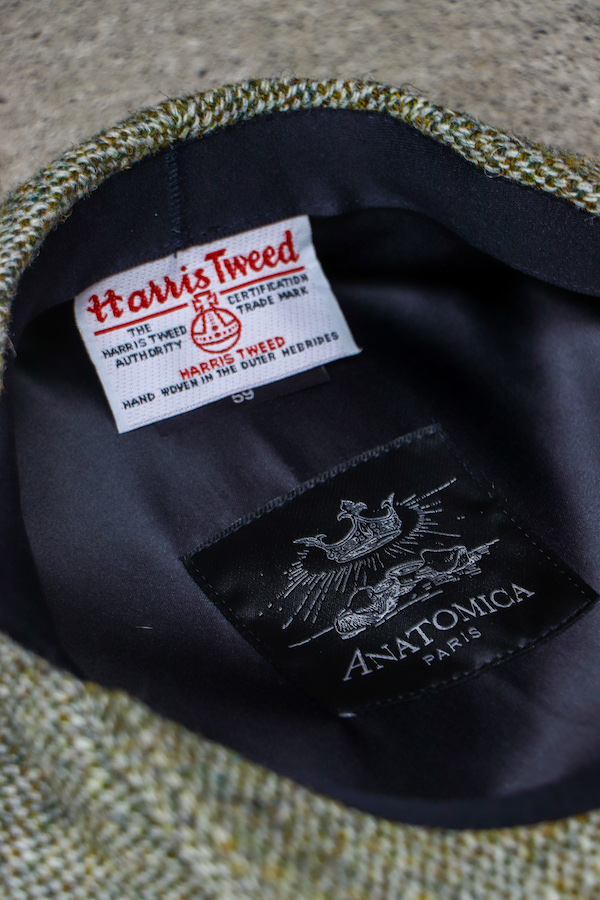 Harris Tweed
THE
HARRIS TWEED
AUTHORITY
CERTIFICATION
TRADE MARK
HARRIS TWEED
HAND WOVEN IN THE OUTER HEBRIDES
59
ANATOMICA
PARIS